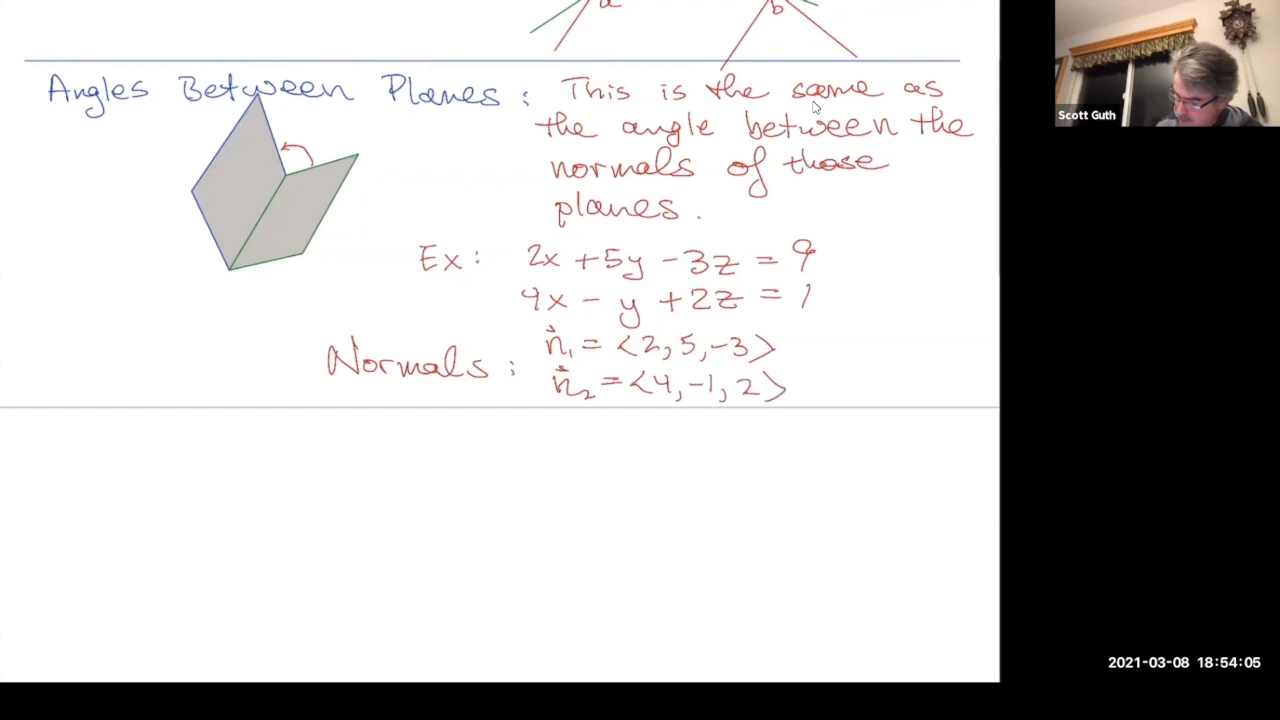 a
b
Angles Between Planes : This is the same as
the angle between the
normals of those
planes.
Ex: 2x + 5y - 3z = 9
4x - y + 2z = 1
Normals: n⃗₁ = <2, 5, -3>
n⃗₂ = <4, -1, 2>
Scott Guth
2021-03-08 18:54:05